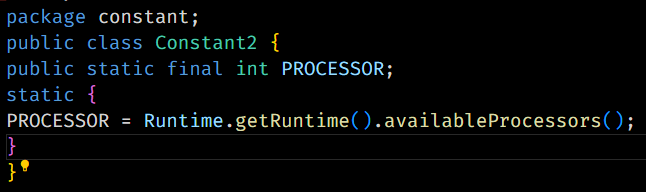 package constant;
public class Constant2 {
public static final int PROCESSOR;
static {
PROCESSOR = Runtime.getRuntime().availableProcessors();
}
}